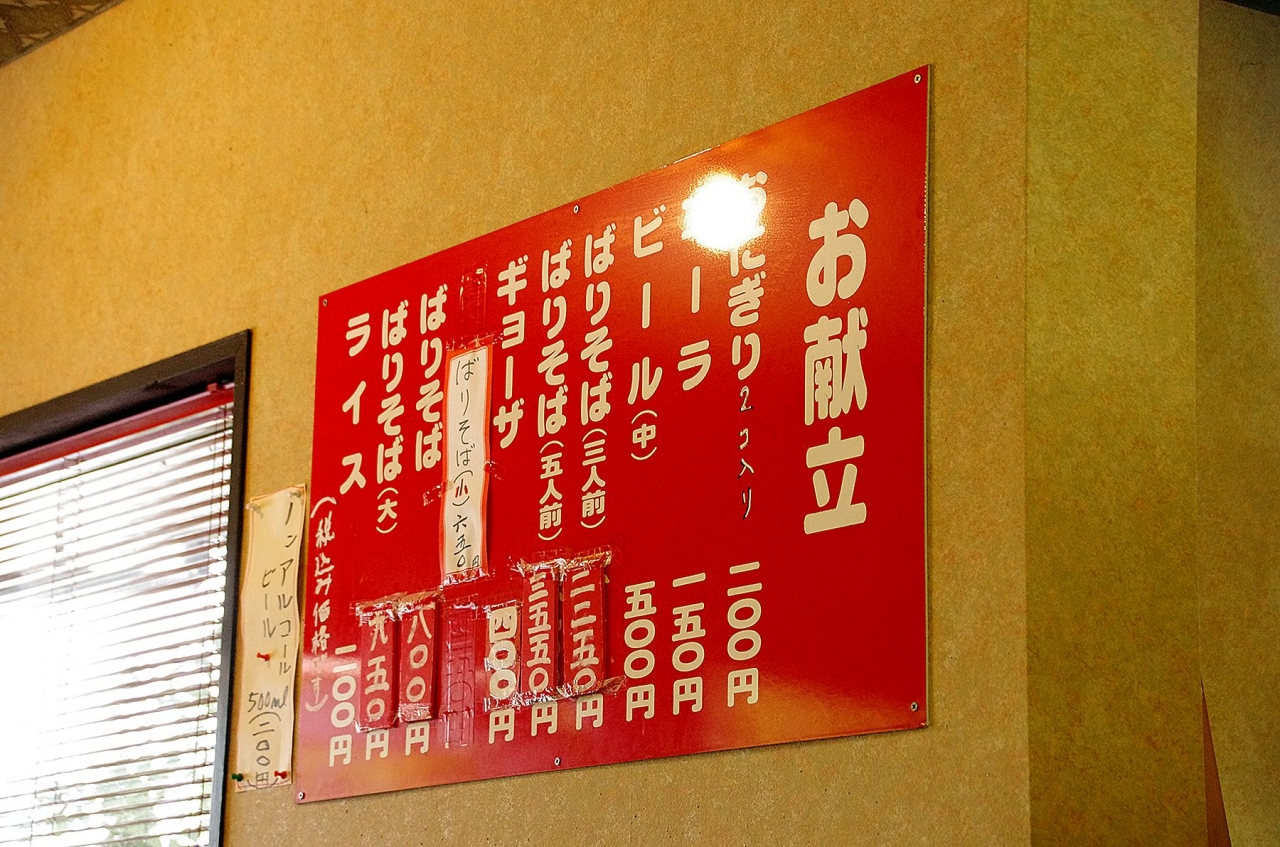 お献立
おにぎり2コ入り 二〇〇円
ーラ 一五〇円
ビール(中) 五〇〇円
ばりそば(三人前) 二二五〇円
ばりそば(五人前) 三五五〇円
ギョーザ 四〇〇円
ばりそば(小)六五〇円
ばりそば 八〇〇円
ばりそば(大) 九五〇円
ライス 二〇〇円
(税込み価格です)
ノンアルコール
ビール 500ml